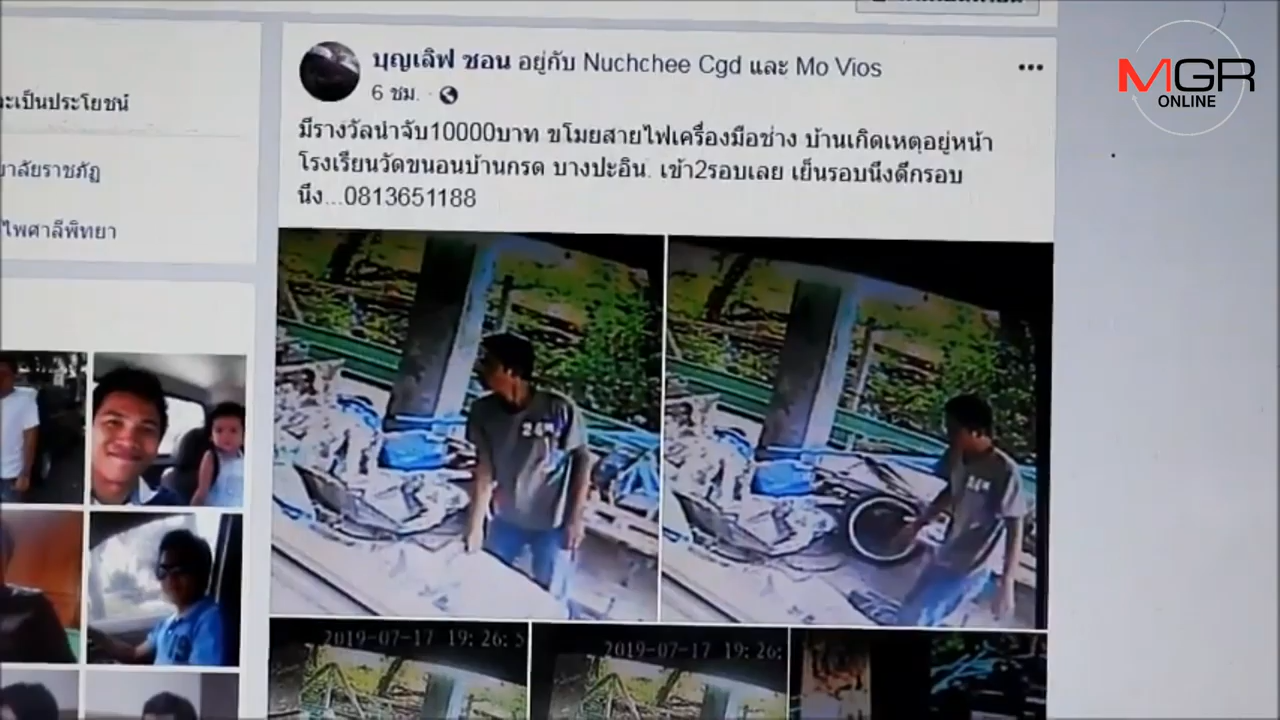 MGR
ONLINE
บุญเลิฟ ชอน อยู่กับ Nuchchee Cgd และ Mo Vios
6 ชม.
มีรางวัลนำจับ10000บาท ขโมยสายไฟเครื่องมือช่าง บ้านเกิดเหตุอยู่หน้า
โรงเรียนวัดขนอนบ้านกรด บางปะอิน. เข้า2รอบเลย เย็นรอบนึงดึกรอบ
นึง...0813651188
ะเป็นประโยชน์
าลัยราชภัฏ
ไพศาลีพิทยา
2019-07-17 19:26:5
2019-07-17 19:26: